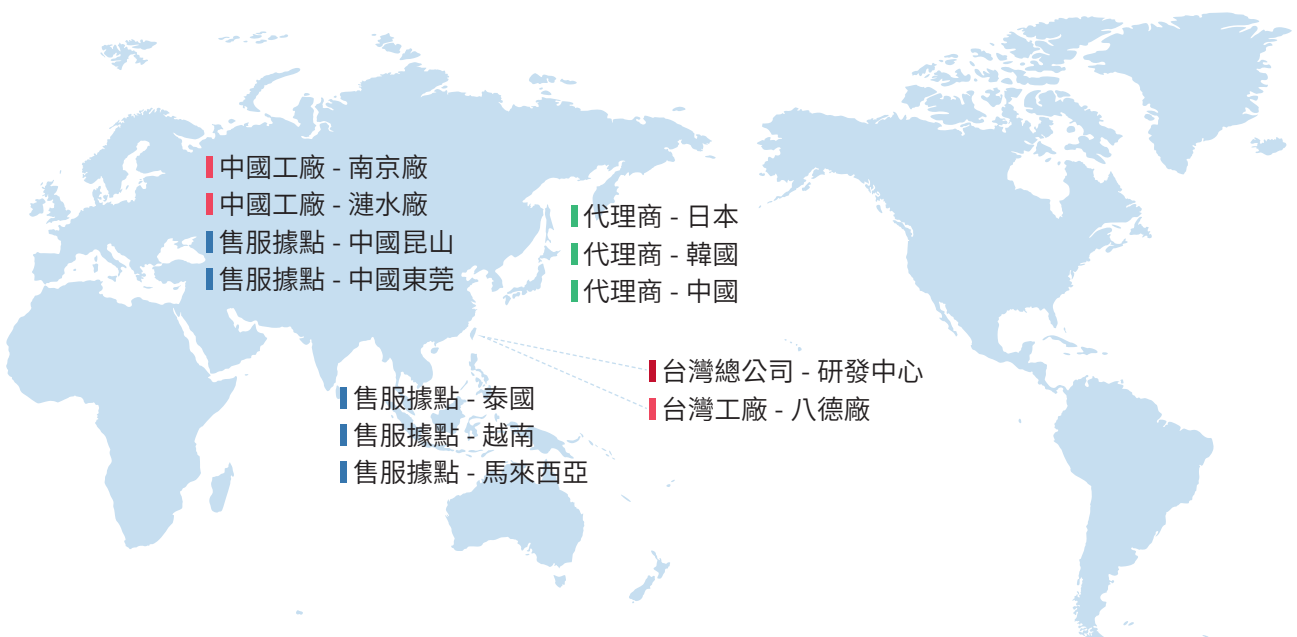 中國工廠 - 南京廠
中國工廠 - 漣水廠
售服據點 - 中國昆山
售服據點 - 中國東莞
代理商 - 日本
代理商 - 韓國
代理商 - 中國
台灣總公司 - 研發中心
台灣工廠 - 八德廠
售服據點 - 泰國
售服據點 - 越南
售服據點 - 馬來西亞